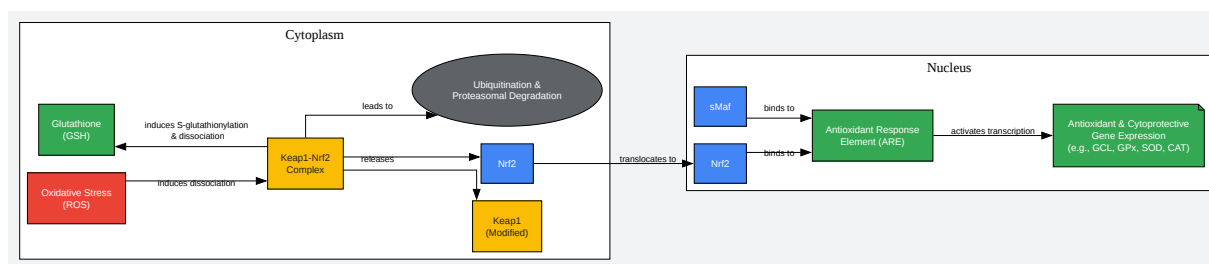 Cytoplasm
Ubiquitination &
Proteasomal Degradation
leads to
Glutathione
(GSH)
induces S-glutathionylation
& dissociation
Keap1-Nrf2
Complex
releases
Nrf2
Oxidative Stress
(ROS)
induces dissociation
Keap1
(Modified)
translocates to
Nucleus
sMaf
binds to
Nrf2
binds to
Antioxidant Response
Element (ARE)
activates transcription
Antioxidant & Cytoprotective
Gene Expression
(e.g., GCL, GPx, SOD, CAT)